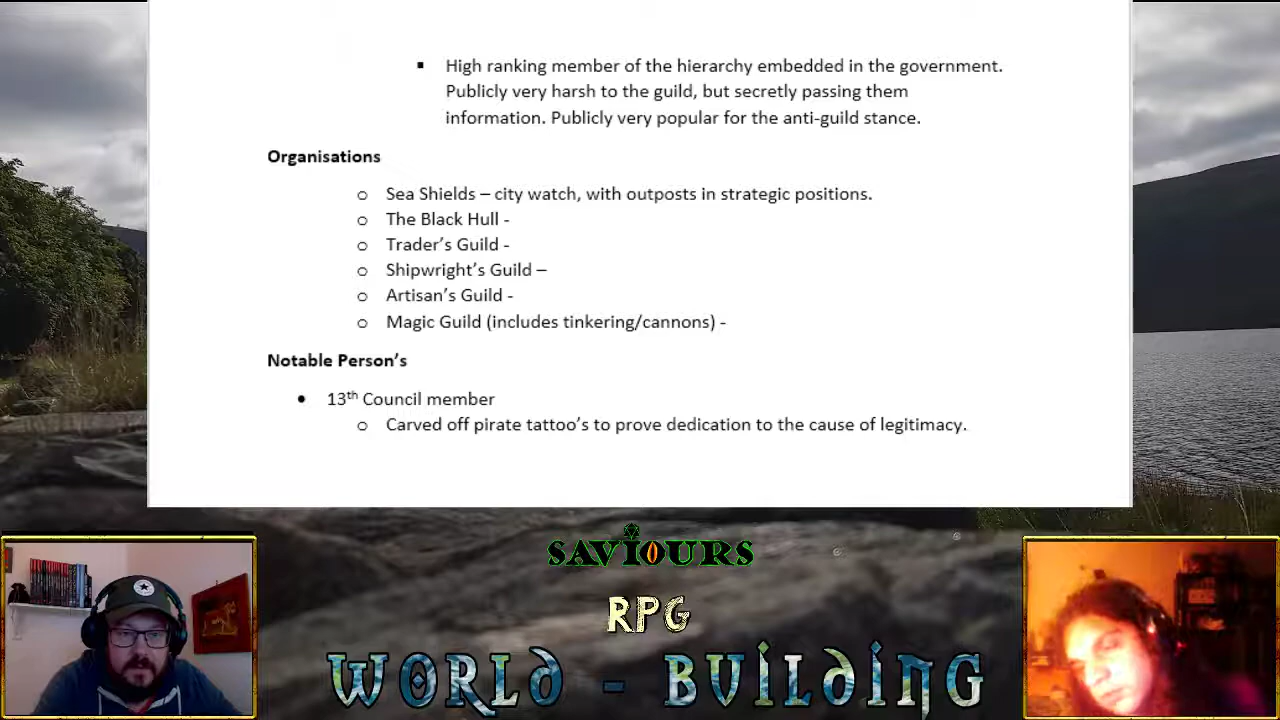 ▪ High ranking member of the hierarchy embedded in the government.
Publicly very harsh to the guild, but secretly passing them
information. Publicly very popular for the anti-guild stance.
Organisations
o Sea Shields – city watch, with outposts in strategic positions.
o The Black Hull -
o Trader’s Guild -
o Shipwright’s Guild –
o Artisan’s Guild -
o Magic Guild (includes tinkering/cannons) -
Notable Person’s
• 13th Council member
o Carved off pirate tattoo’s to prove dedication to the cause of legitimacy.
SAVIOURS
RPG
WORLD - BUILDING